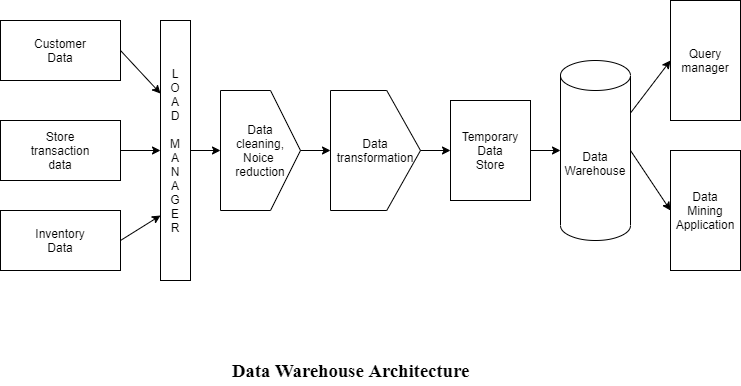 Customer
Data
Store
transaction
data
Inventory
Data
L
O
A
D
M
A
N
A
G
E
R
Data
cleaning,
Noice
reduction
Data
transformation
Temporary
Data
Store
Data
Warehouse
Query
manager
Data
Mining
Application
Data Warehouse Architecture